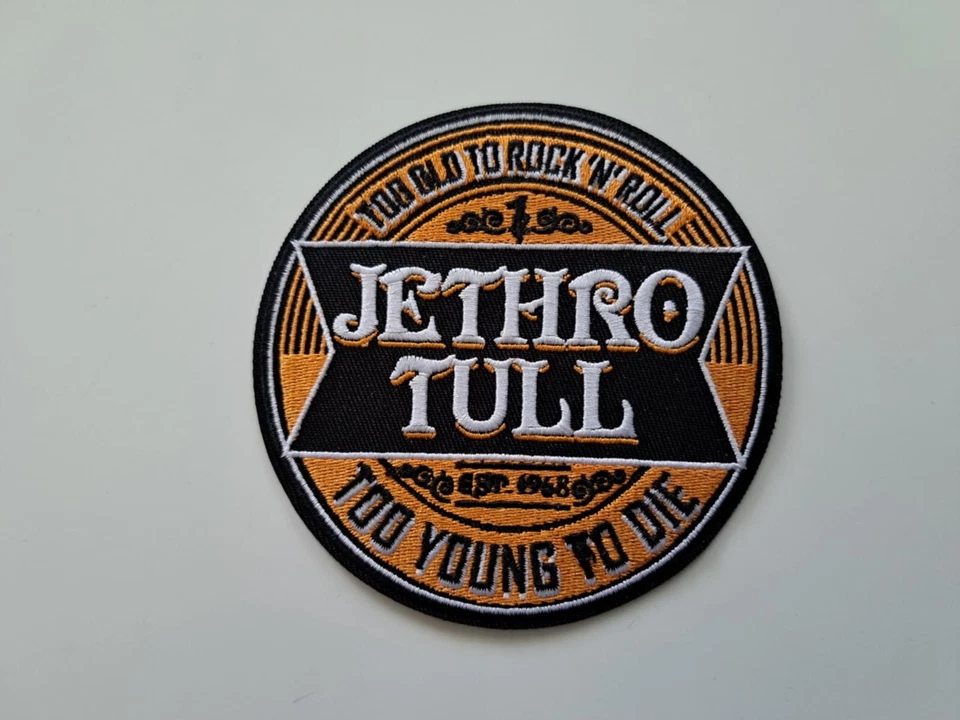 TOO OLD TO ROCK 'N' ROLL
JETHRO
TULL
EST. 1968
TOO YOUNG TO DIE